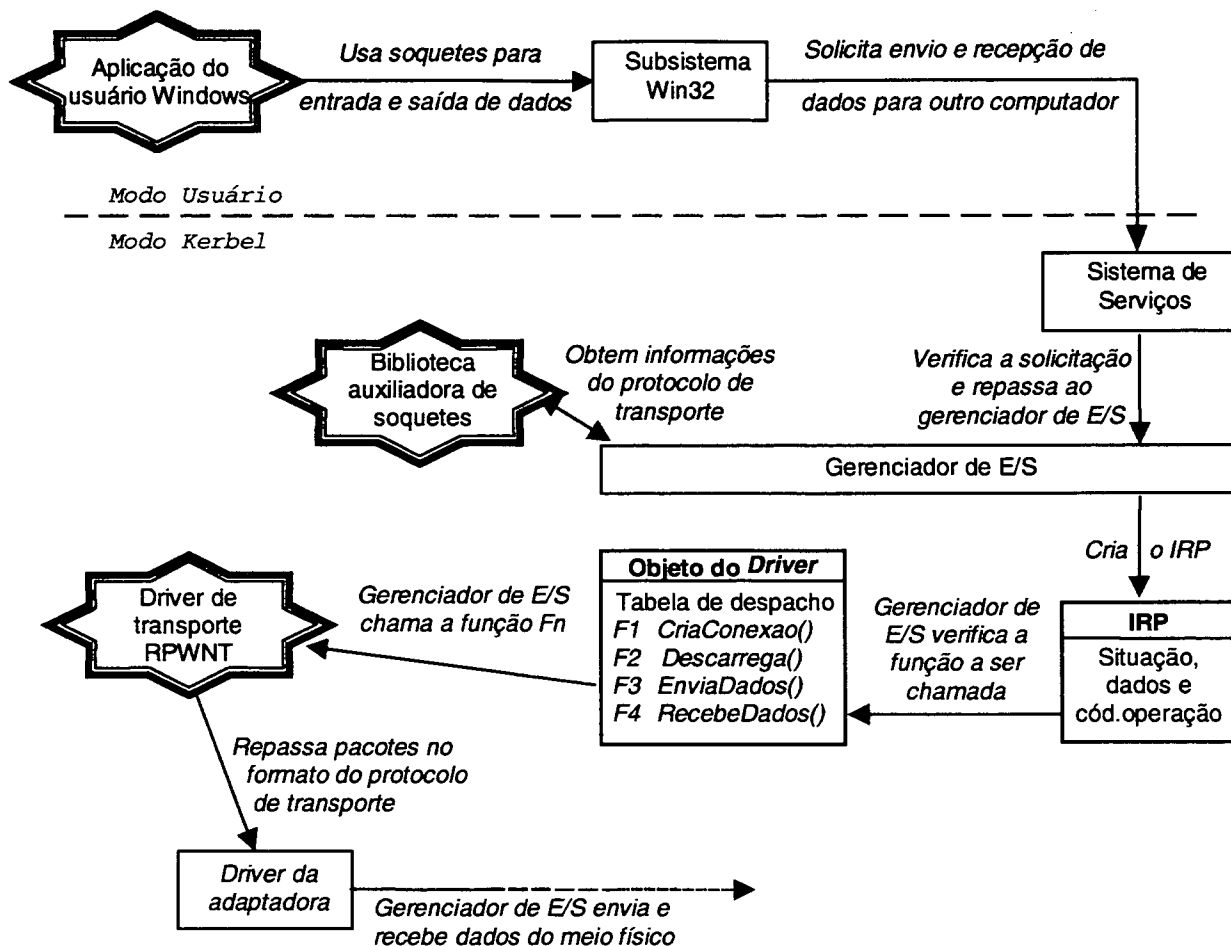 Aplicação do
usuário Windows
Usa soquetes para
entrada e saída de dados
Subsistema
Win32
Solicita envio e recepção de
dados para outro computador
Modo Usuário
Modo Kerbel
Sistema de
Serviços
Biblioteca
auxiliadora de
soquetes
Obtem informações
do protocolo de
transporte
Verifica a solicitação
e repassa ao
gerenciador de E/S
Gerenciador de E/S
Cria o IRP
Driver de
transporte
RPWNT
Gerenciador de E/S
chama a função Fn
Objeto do Driver
Tabela de despacho
F1 CriaConexao()
F2 Descarrega()
F3 EnviaDados()
F4 RecebeDados()
Gerenciador de
E/S verifica a
função a ser
chamada
IRP
Situação,
dados e
cód.operação
Repassa pacotes no
formato do protocolo
de transporte
Driver da
adaptadora
Gerenciador de E/S envia e
recebe dados do meio físico